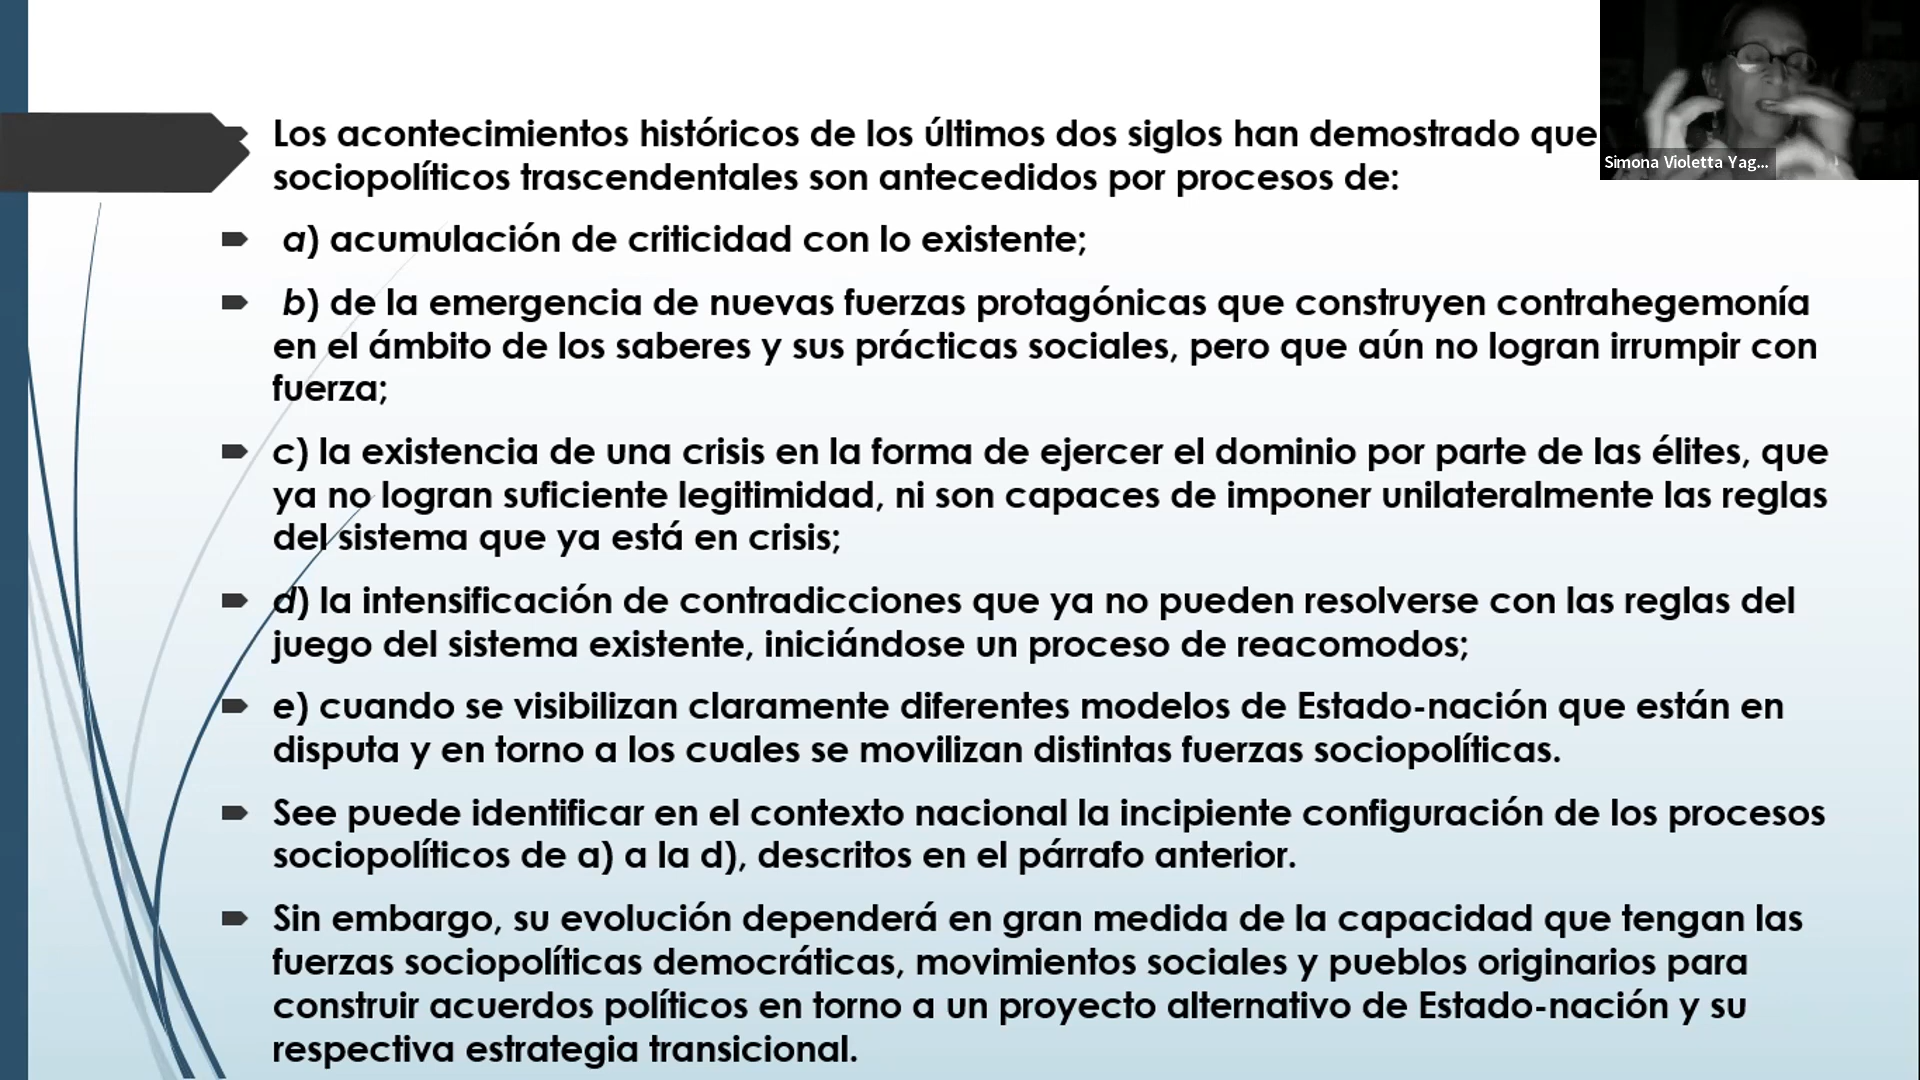 Los acontecimientos históricos de los últimos dos siglos han demostrado que
sociopolíticos trascendentales son antecedidos por procesos de:
a) acumulación de criticidad con lo existente;
b) de la emergencia de nuevas fuerzas protagónicas que construyen contrahegemonía
en el ámbito de los saberes y sus prácticas sociales, pero que aún no logran irrumpir con
fuerza;
c) la existencia de una crisis en la forma de ejercer el dominio por parte de las élites, que
ya no logran suficiente legitimidad, ni son capaces de imponer unilateralmente las reglas
del sistema que ya está en crisis;
d) la intensificación de contradicciones que ya no pueden resolverse con las reglas del
juego del sistema existente, iniciándose un proceso de reacomodos;
e) cuando se visibilizan claramente diferentes modelos de Estado-nación que están en
disputa y en torno a los cuales se movilizan distintas fuerzas sociopolíticas.
See puede identificar en el contexto nacional la incipiente configuración de los procesos
sociopolíticos de a) a la d), descritos en el párrafo anterior.
Sin embargo, su evolución dependerá en gran medida de la capacidad que tengan las
fuerzas sociopolíticas democráticas, movimientos sociales y pueblos originarios para
construir acuerdos políticos en torno a un proyecto alternativo de Estado-nación y su
respectiva estrategia transicional.
Simona Violetta Yag...